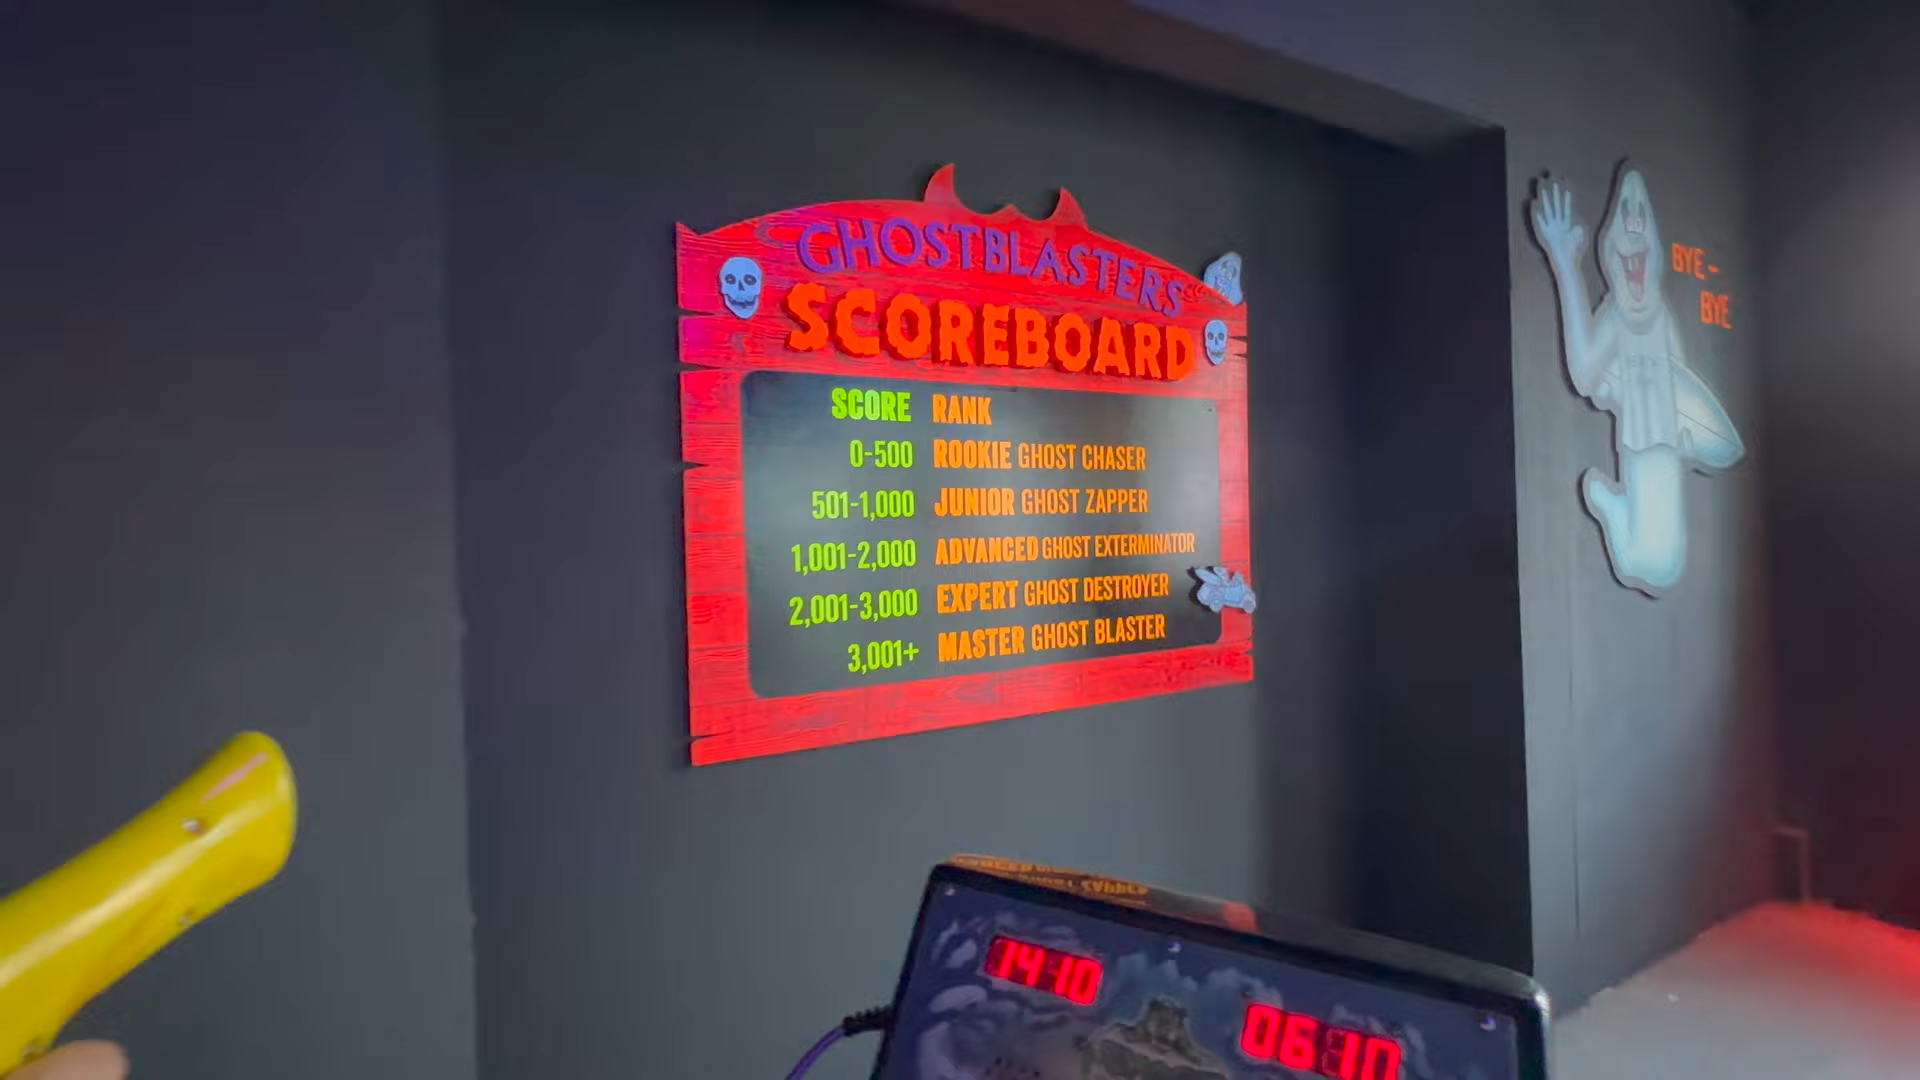 GHOSTBLASTERS
SCOREBOARD
SCORE RANK
0-500 ROOKIE GHOST CHASER
501-1,000 JUNIOR GHOST ZAPPER
1,001-2,000 ADVANCED GHOST EXTERMINATOR
2,001-3,000 EXPERT GHOST DESTROYER
3,001+ MASTER GHOST BLASTER
BYE-
BYE
1410
0610